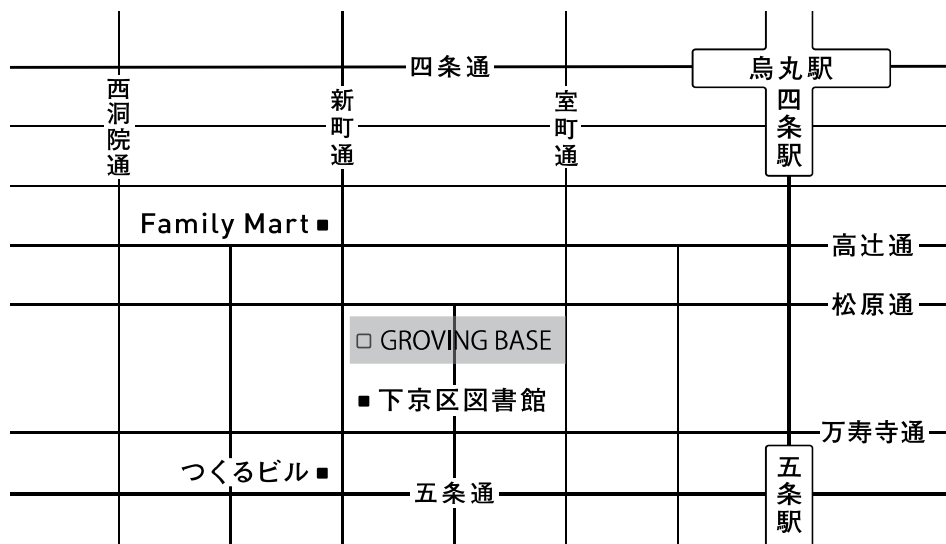 四条通
烏丸駅
四条駅
西洞院通
新町通
室町通
Family Mart
高辻通
松原通
GROVING BASE
下京区図書館
万寿寺通
つくるビル
五条通
五条駅